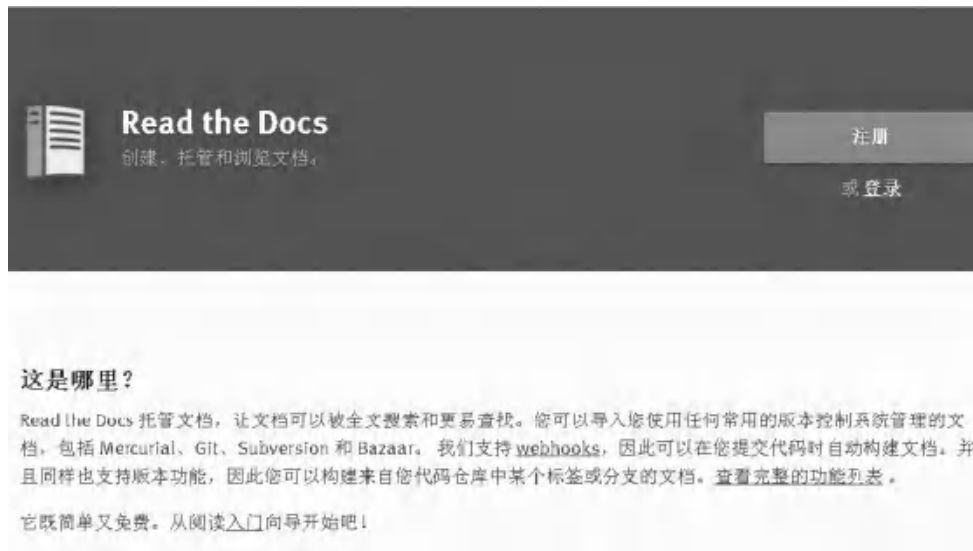 Read the Docs
创建、托管和浏览文档。
注册
或 登录
这是哪里？
Read the Docs 托管文档，让文档可以被全文搜索和更易查找。您可以导入您使用任何常用的版本控制系统管理的文
档，包括 Mercurial、Git、Subversion 和 Bazaar。 我们支持 webhooks，因此可以在您提交代码时自动构建文档。并
且同样也支持版本功能，因此您可以构建来自您代码仓库中某个标签或分支的文档。查看完整的功能列表 。
它既简单又免费。从阅读入门向导开始吧！